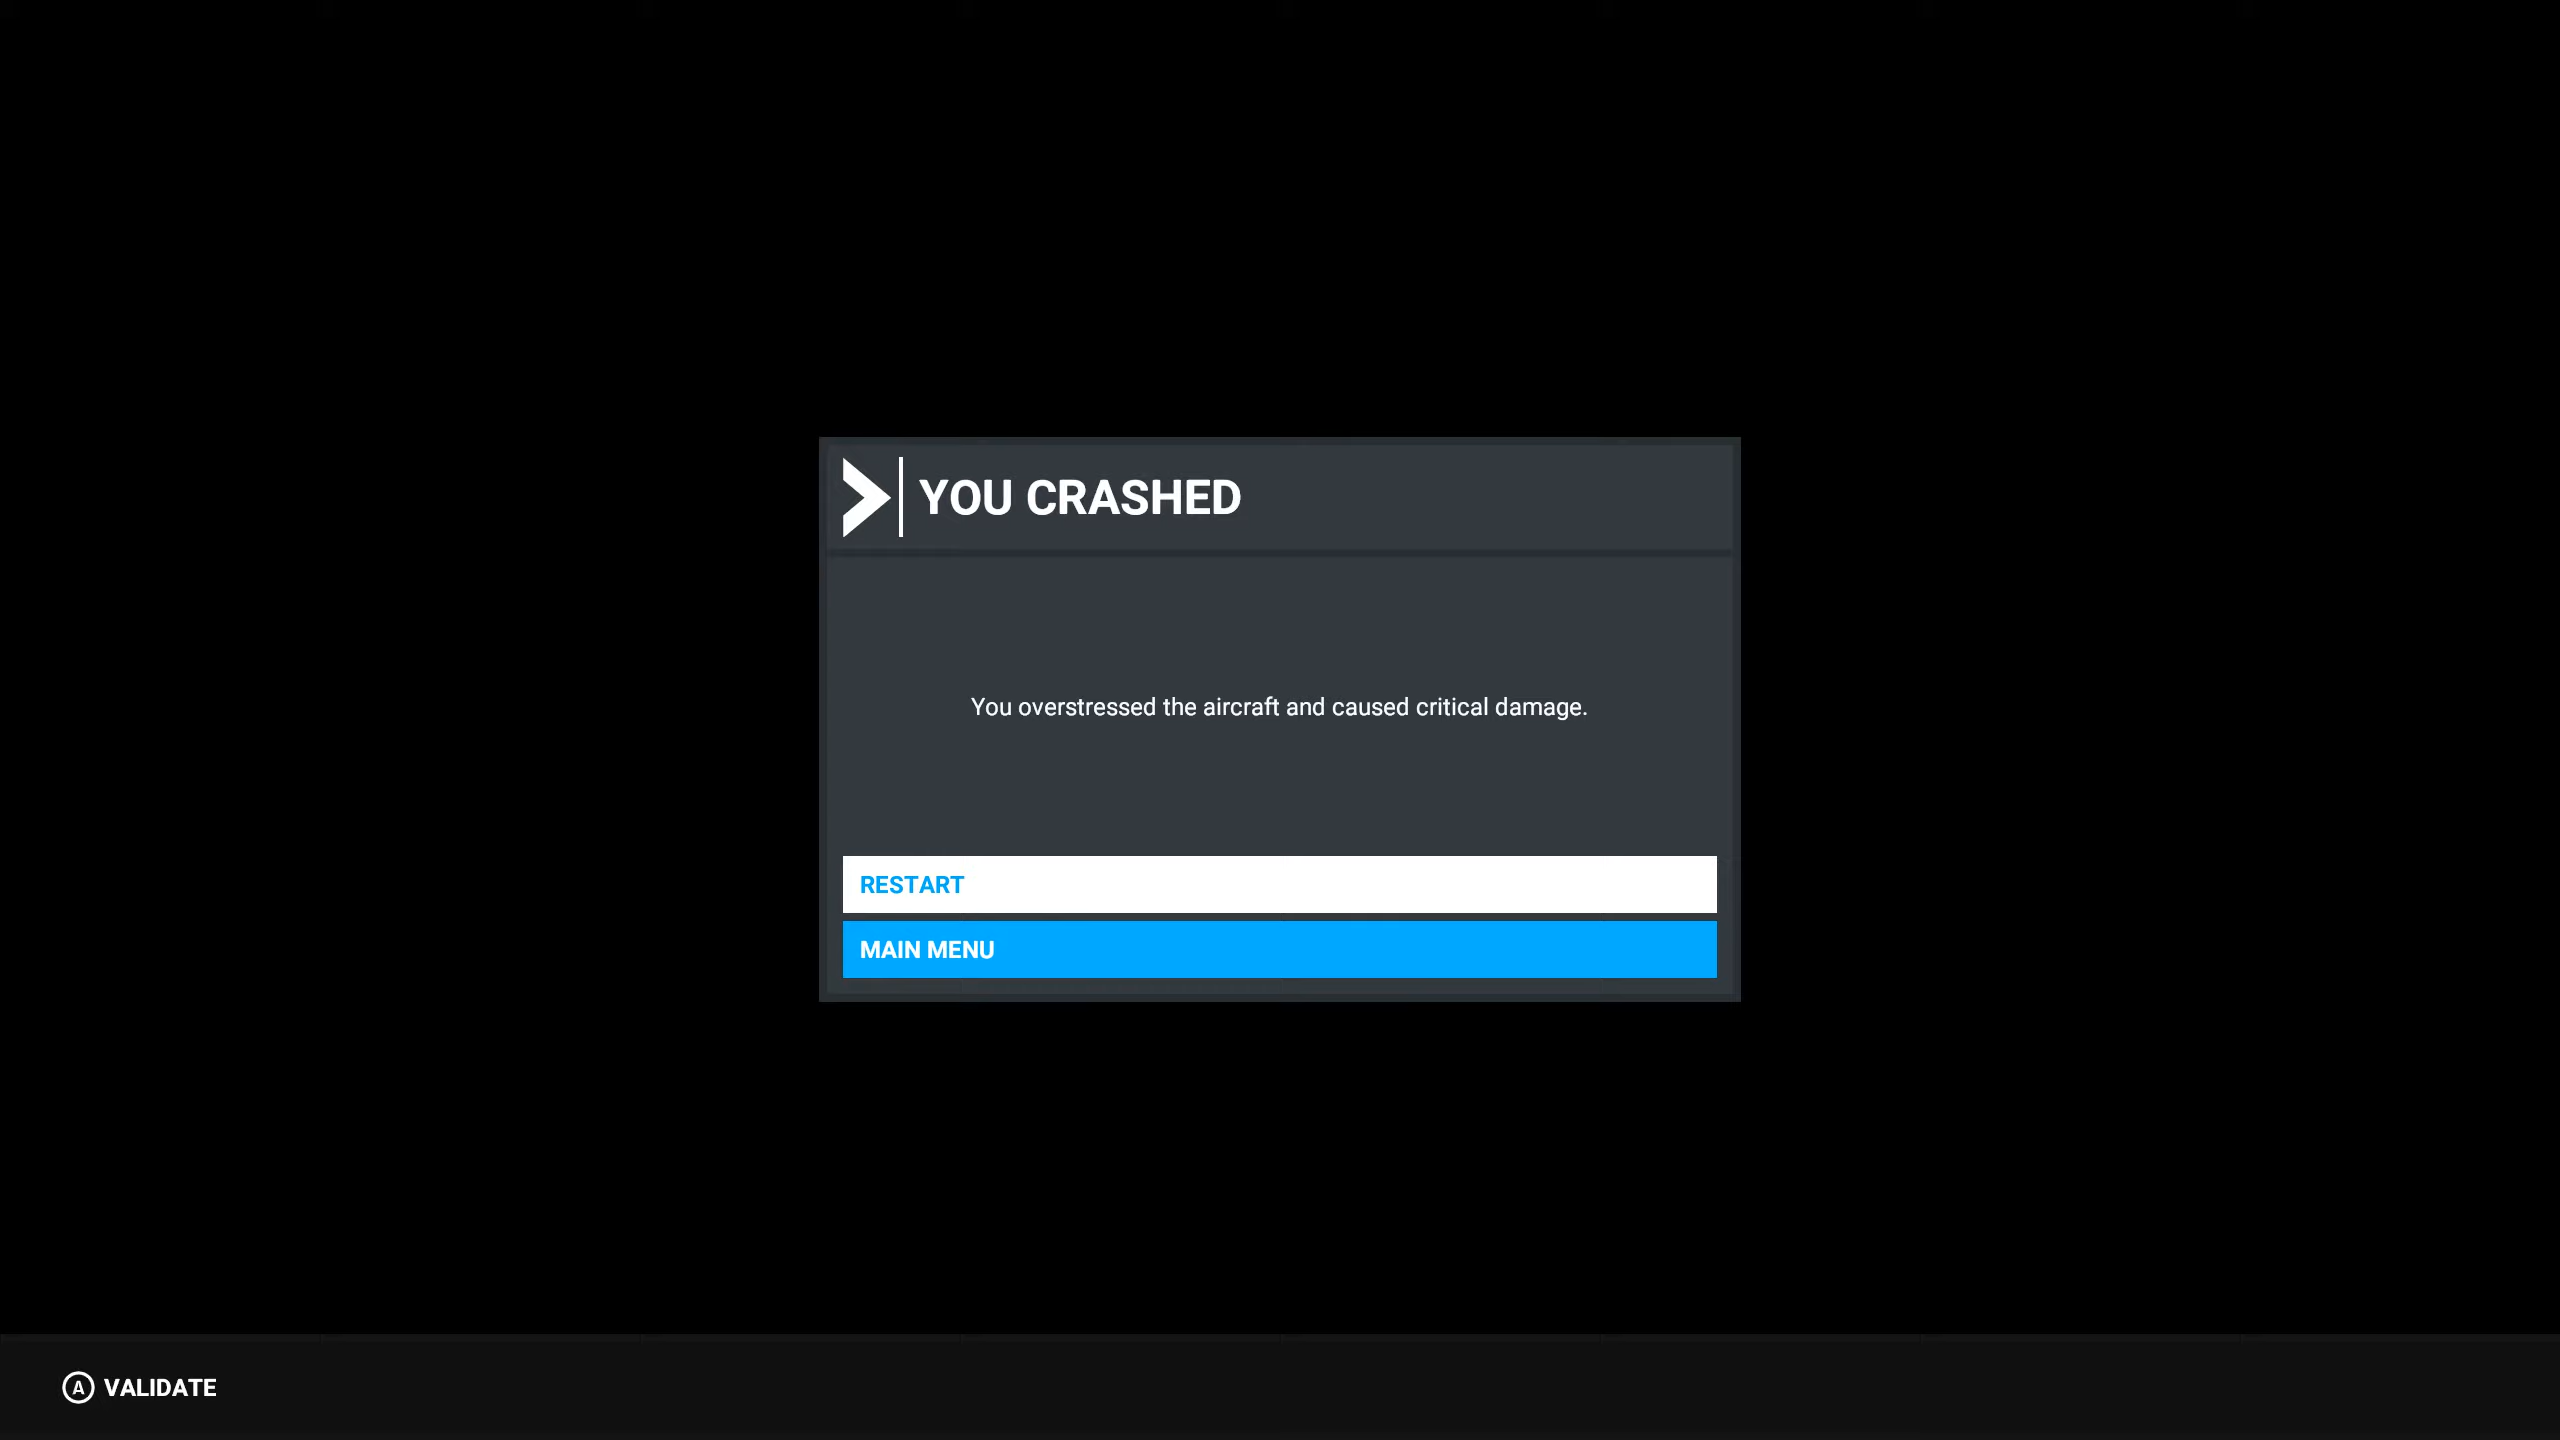 YOU CRASHED
You overstressed the aircraft and caused critical damage.
RESTART
MAIN MENU
A VALIDATE